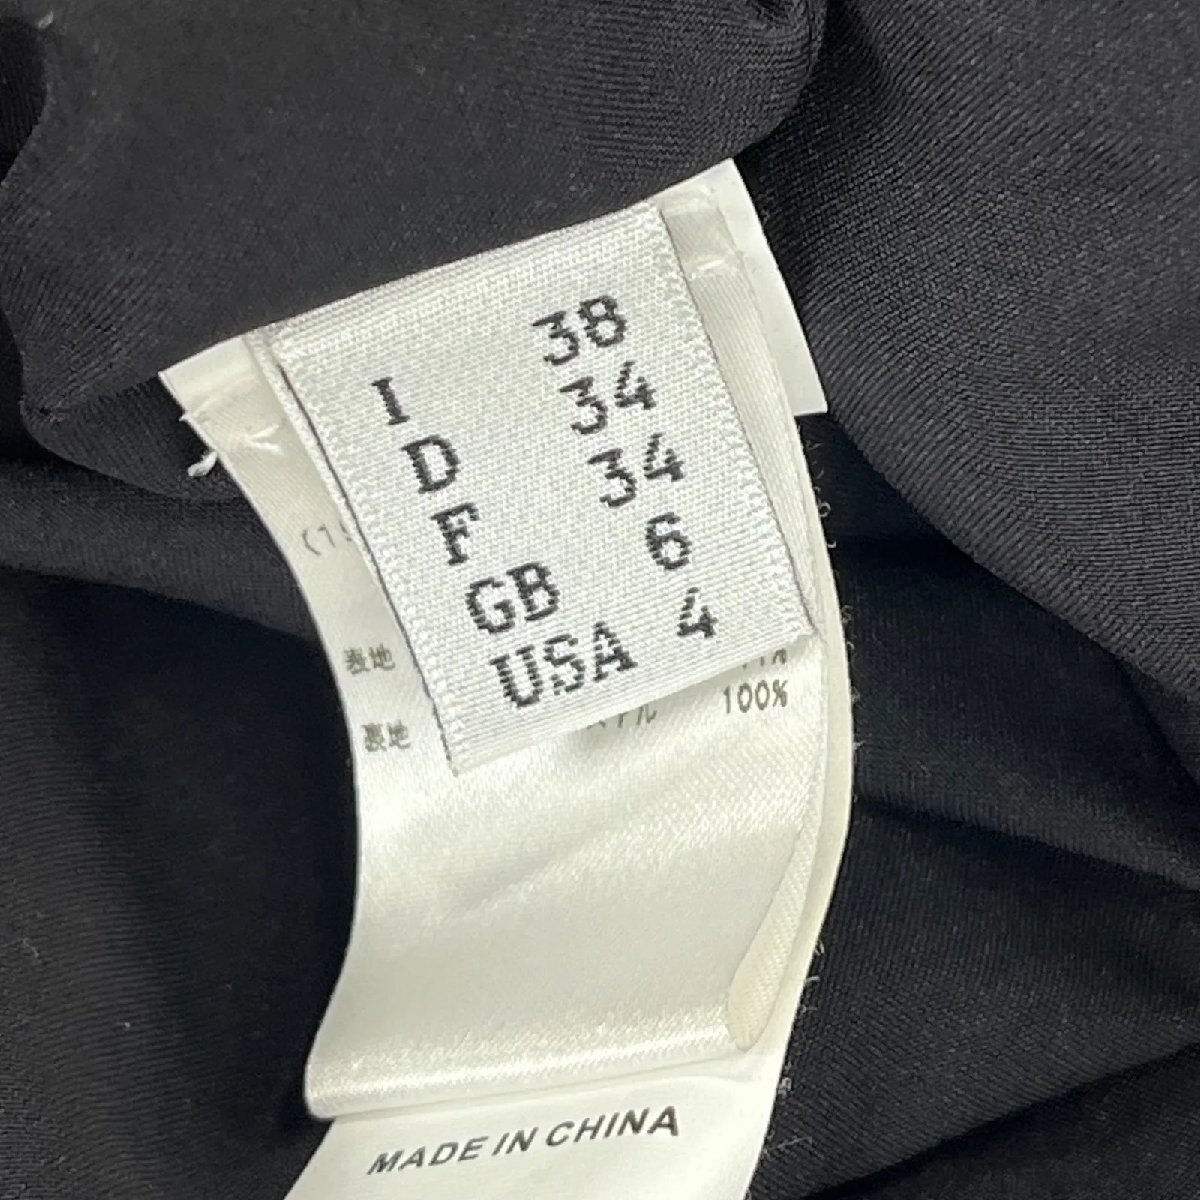 I 38
D 34
F 34
GB 6
USA 4
表地
裏地 100%
MADE IN CHINA